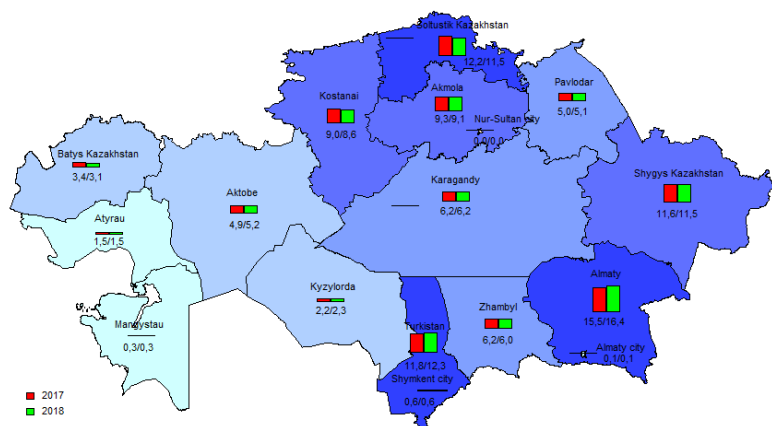 Soltustik Kazakhstan
12,2/11,5
Kostanai
9,0/8,6
Akmola
9,3/9,1
Nur-Sultan city
0,0/0,0
Pavlodar
5,0/5,1
Batys Kazakhstan
3,4/3,1
Aktobe
4,9/5,2
Karagandy
6,2/6,2
Shygys Kazakhstan
11,6/11,5
Atyrau
1,5/1,5
Mangystau
0,3/0,3
Kyzylorda
2,2/2,3
Turkistan
11,8/12,3
Shymkent city
0,6/0,6
Zhambyl
6,2/6,0
Almaty
15,5/16,4
Almaty city
0,1/0,1
2017
2018